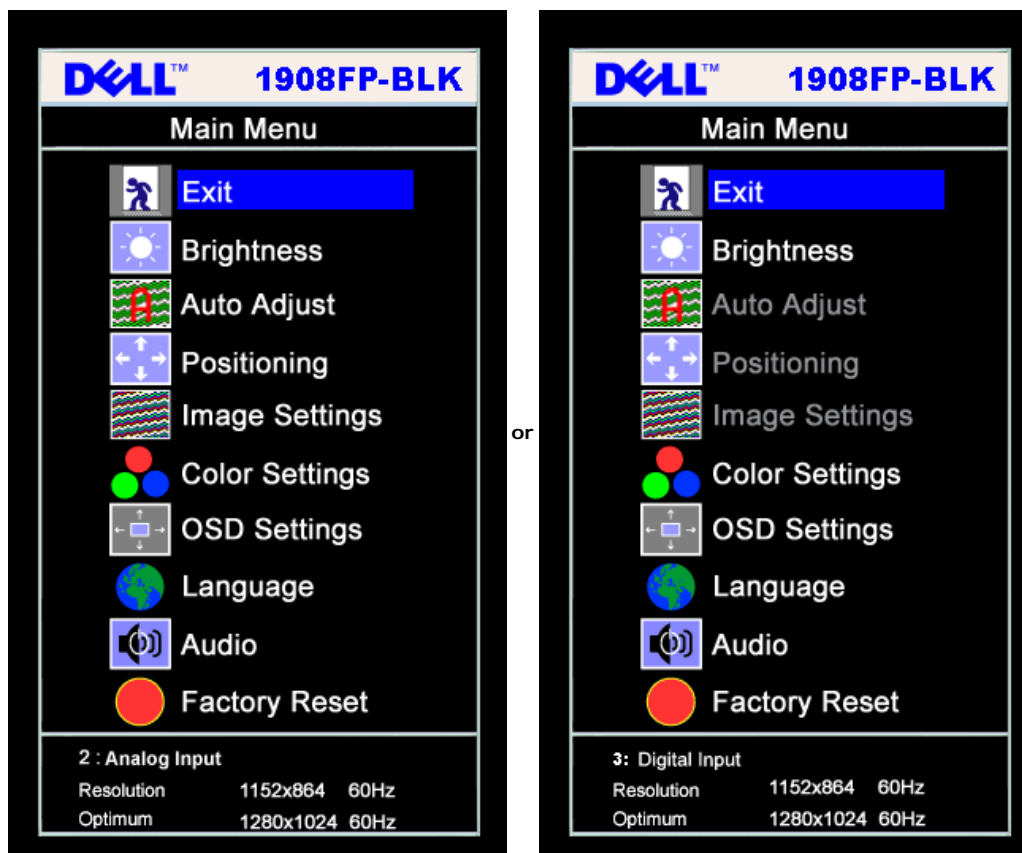 DELL™ 1908FP-BLK
Main Menu
Exit
Brightness
Auto Adjust
Positioning
Image Settings
Color Settings
OSD Settings
Language
Audio
Factory Reset
2 : Analog Input
Resolution 1152x864 60Hz
Optimum 1280x1024 60Hz
or
DELL™ 1908FP-BLK
Main Menu
Exit
Brightness
Auto Adjust
Positioning
Image Settings
Color Settings
OSD Settings
Language
Audio
Factory Reset
3: Digital Input
Resolution 1152x864 60Hz
Optimum 1280x1024 60Hz